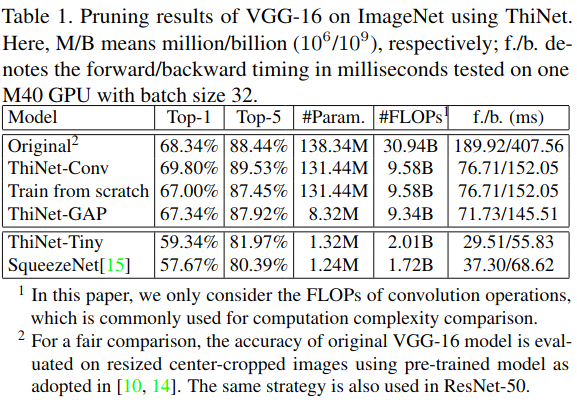 Table 1. Pruning results of VGG-16 on ImageNet using ThiNet.
Here, M/B means million/billion (10^6/10^9), respectively; f./b. de-
notes the forward/backward timing in milliseconds tested on one
M40 GPU with batch size 32.
Model Top-1 Top-5 #Param. #FLOPs^1 f./b. (ms)
Original^2 68.34% 88.44% 138.34M 30.94B 189.92/407.56
ThiNet-Conv 69.80% 89.53% 131.44M 9.58B 76.71/152.05
Train from scratch 67.00% 87.45% 131.44M 9.58B 76.71/152.05
ThiNet-GAP 67.34% 87.92% 8.32M 9.34B 71.73/145.51
ThiNet-Tiny 59.34% 81.97% 1.32M 2.01B 29.51/55.83
SqueezeNet[15] 57.67% 80.39% 1.24M 1.72B 37.30/68.62
^1 In this paper, we only consider the FLOPs of convolution operations,
which is commonly used for computation complexity comparison.
^2 For a fair comparison, the accuracy of original VGG-16 model is eval-
uated on resized center-cropped images using pre-trained model as
adopted in [10, 14]. The same strategy is also used in ResNet-50.